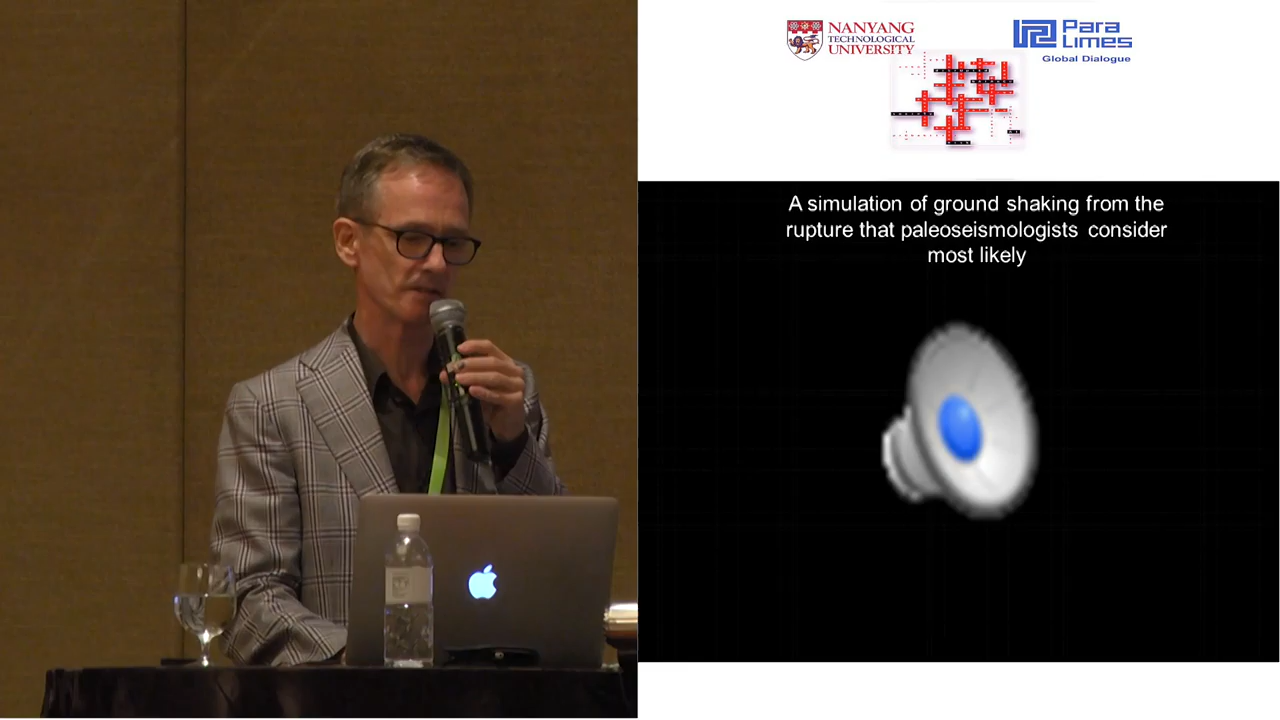 NANYANG
TECHNOLOGICAL
UNIVERSITY
Para
Limes
Global Dialogue
A simulation of ground shaking from the
rupture that paleoseismologists consider
most likely